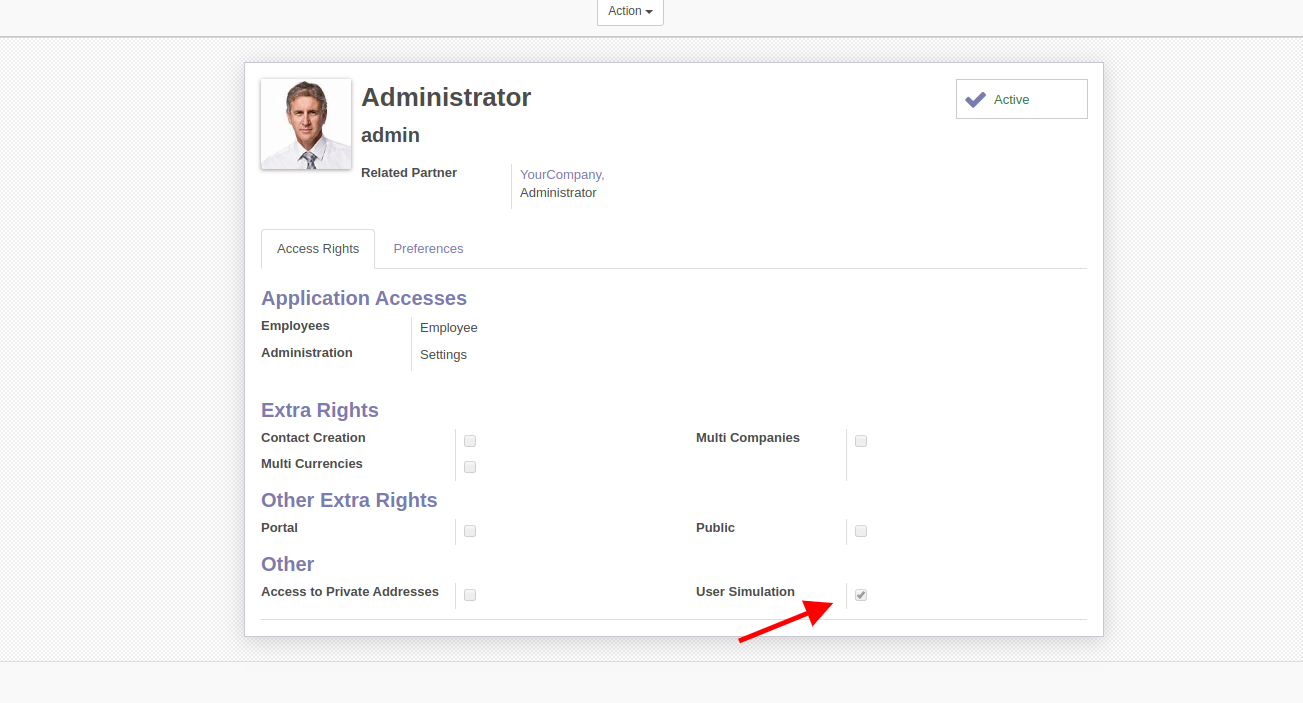 Action
Administrator
Active
admin
Related Partner
YourCompany,
Administrator
Access Rights
Preferences
Application Accesses
Employees
Employee
Administration
Settings
Extra Rights
Contact Creation
Multi Companies
Multi Currencies
Other Extra Rights
Portal
Public
Other
Access to Private Addresses
User Simulation